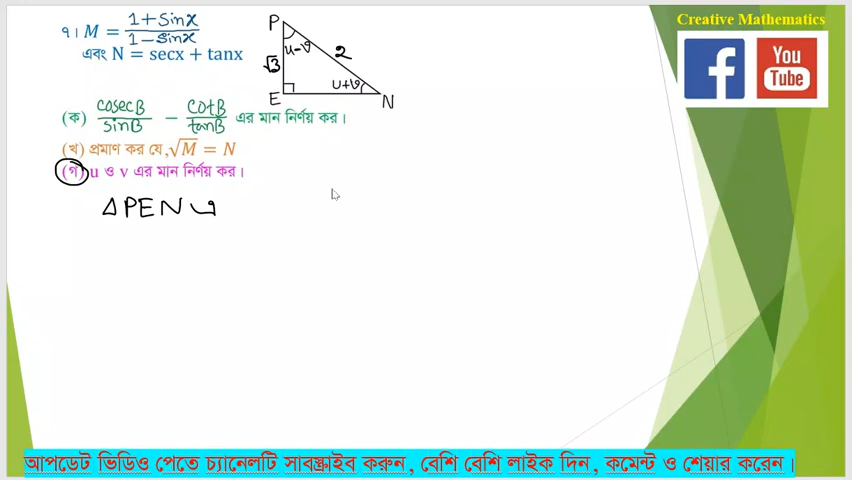 ৭। M = 1+Sinx / 1-Sinx
এবং N = secx + tanx
P
u-v
2
√3
u+v
E
N
(ক) cosecB/sinB - cotB/tanB এর মান নির্ণয় কর।
(খ) প্রমাণ কর যে, √M = N
(গ) u ও v এর মান নির্ণয় কর।
Δ PEN এ
Creative Mathematics
f You Tube
আপডেট ভিডিও পেতে চ্যানেলটি সাবস্ক্রাইব করুন, বেশি বেশি লাইক দিন, কমেন্ট ও শেয়ার করেন।